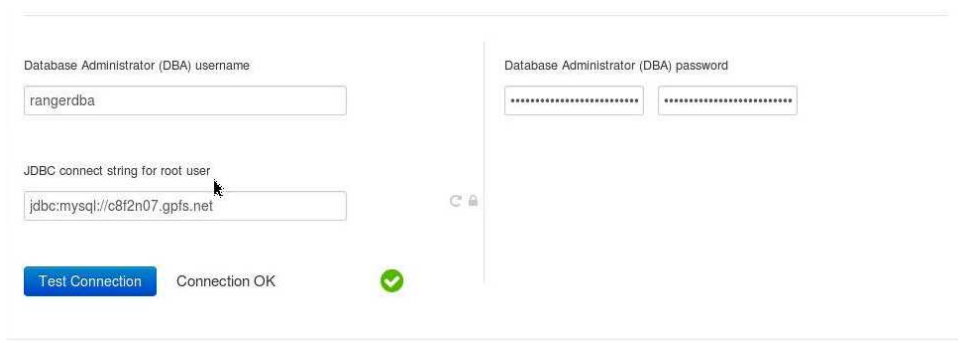 Database Administrator (DBA) username
Database Administrator (DBA) password
rangerdba
•••••••••••••••••••••••••• ••••••••••••••••••••••••••
JDBC connect string for root user
jdbc:mysql://c8f2n07.gpfs.net
Test Connection
Connection OK